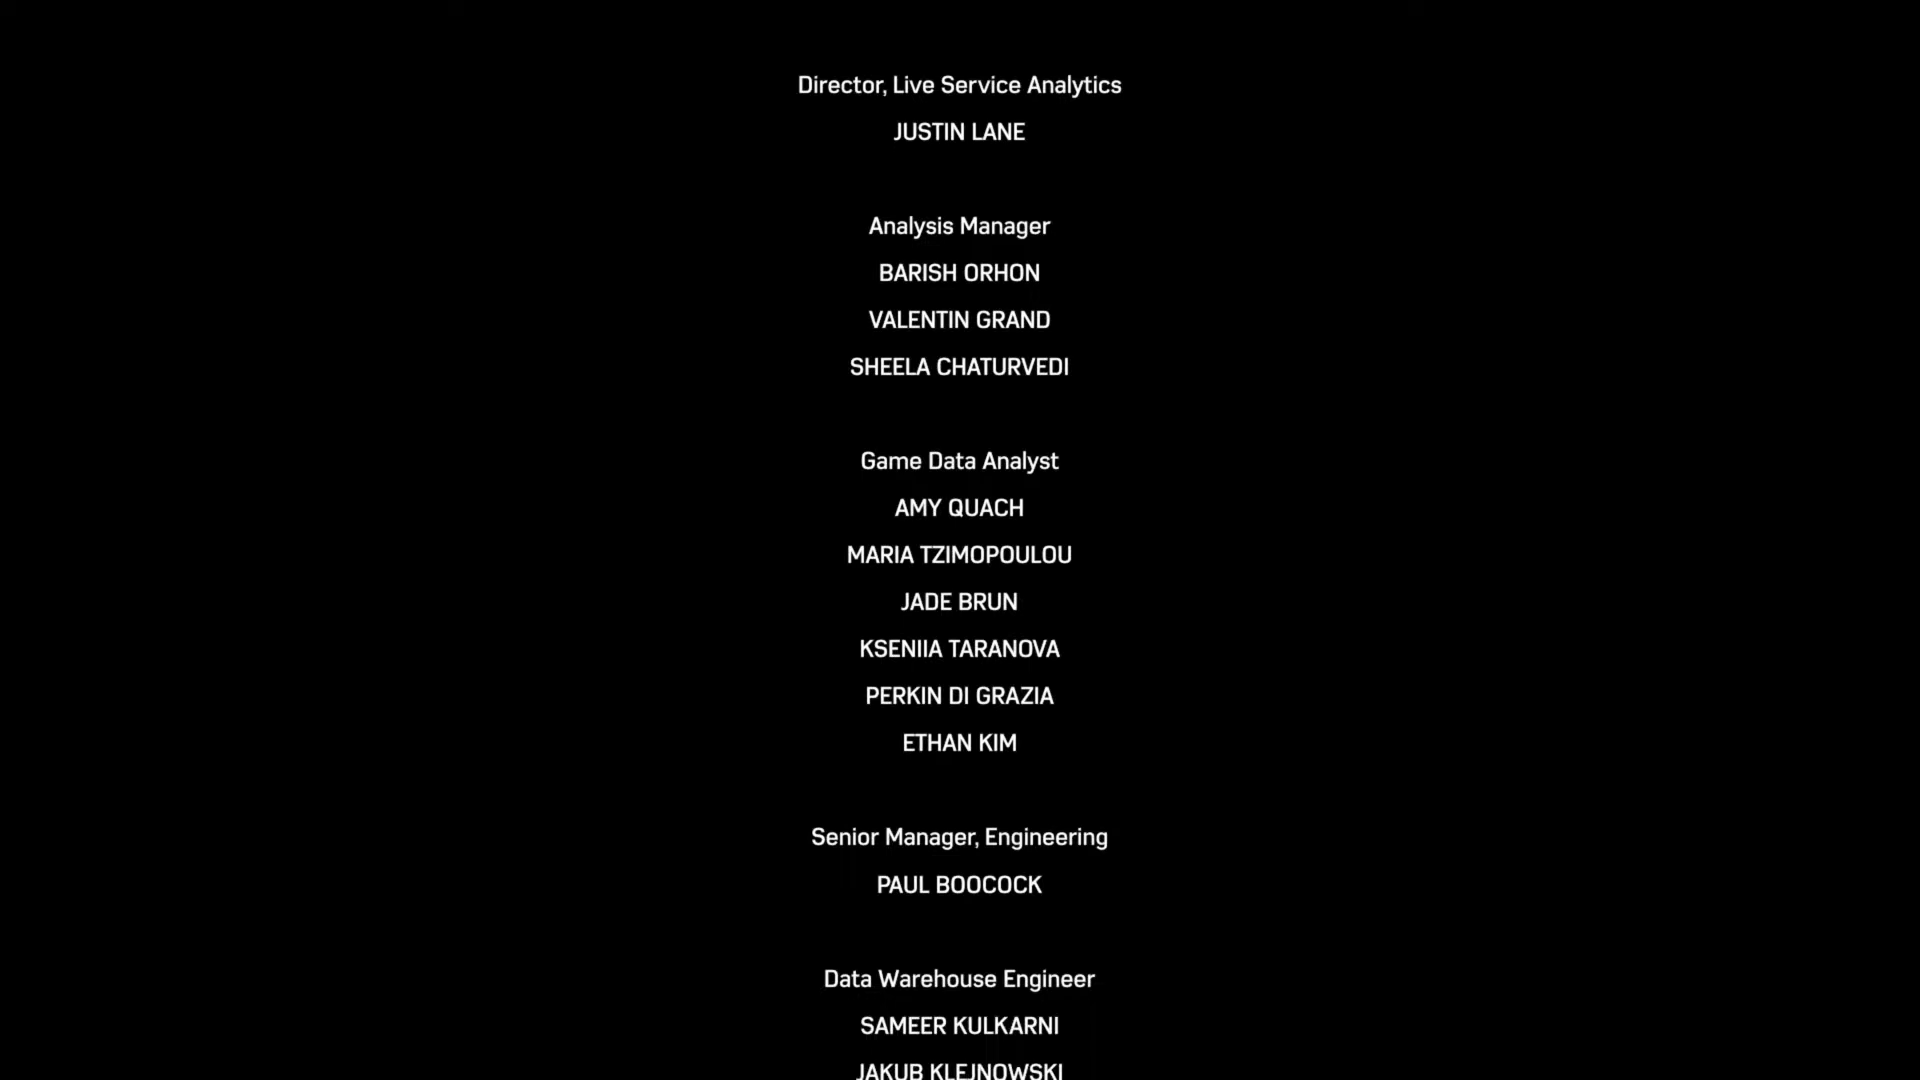 Director, Live Service Analytics
JUSTIN LANE
Analysis Manager
BARISH ORHON
VALENTIN GRAND
SHEELA CHATURVEDI
Game Data Analyst
AMY QUACH
MARIA TZIMOPOULOU
JADE BRUN
KSENIIA TARANOVA
PERKIN DI GRAZIA
ETHAN KIM
Senior Manager, Engineering
PAUL BOOCOCK
Data Warehouse Engineer
SAMEER KULKARNI
JAKUB KLEJNOWSKI